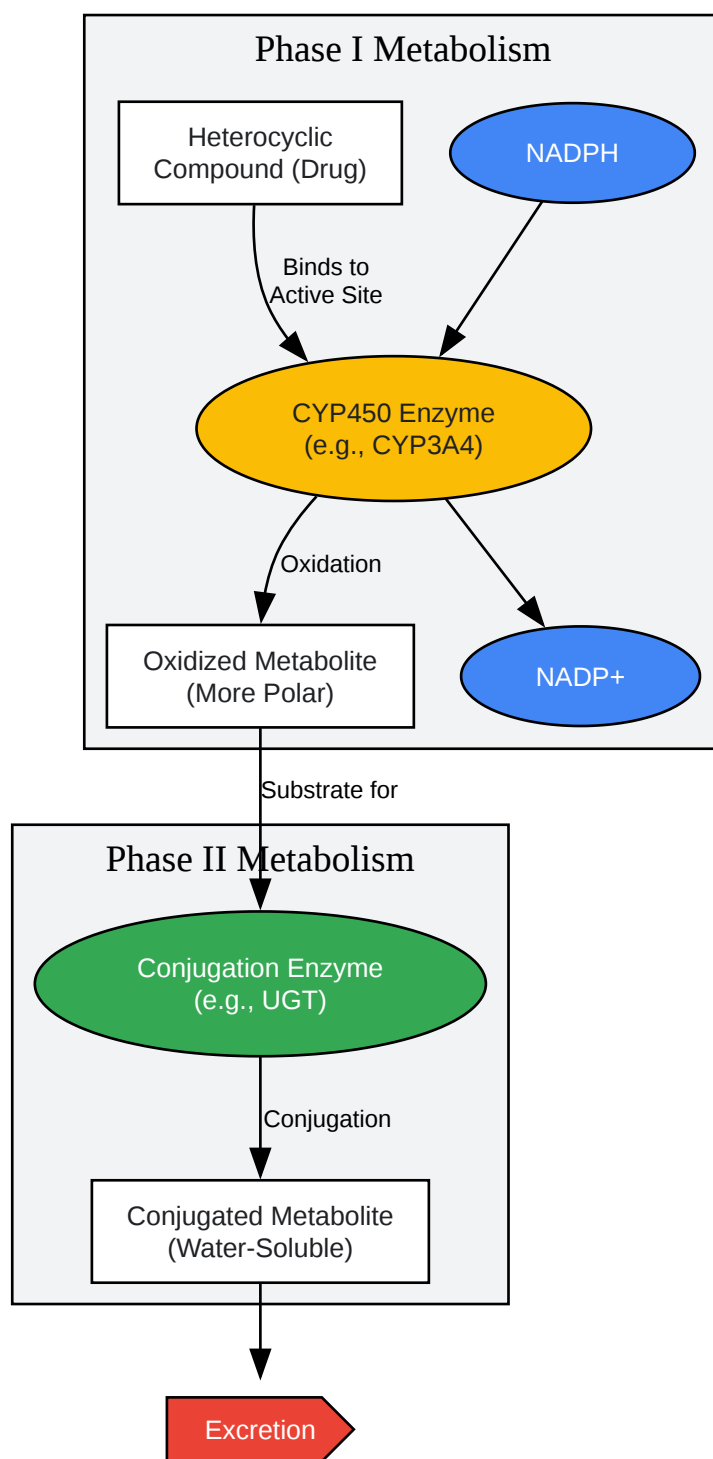 Phase I Metabolism
Heterocyclic
Compound (Drug)
NADPH
Binds to
Active Site
CYP450 Enzyme
(e.g., CYP3A4)
Oxidation
Oxidized Metabolite
(More Polar)
NADP+
Substrate for
Phase II Metabolism
Conjugation Enzyme
(e.g., UGT)
Conjugation
Conjugated Metabolite
(Water-Soluble)
Excretion